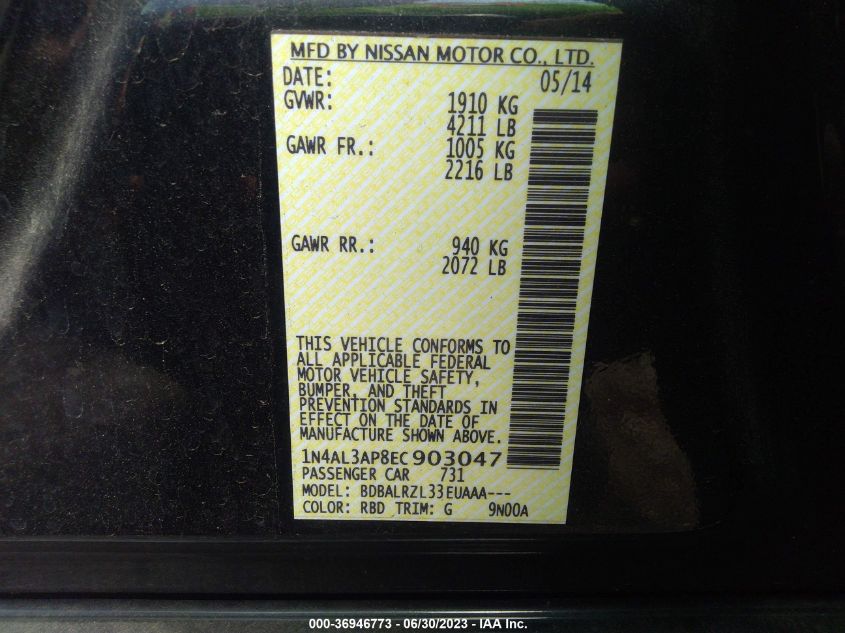 MFD BY NISSAN MOTOR CO., LTD.
DATE: 05/14
GVWR: 1910 KG
4211 LB
GAWR FR.: 1005 KG
2216 LB
GAWR RR.: 940 KG
2072 LB
THIS VEHICLE CONFORMS TO
ALL APPLICABLE FEDERAL
MOTOR VEHICLE SAFETY,
BUMPER, AND THEFT
PREVENTION STANDARDS IN
EFFECT ON THE DATE OF
MANUFACTURE SHOWN ABOVE.
1N4AL3AP8EC903047
PASSENGER CAR 731
MODEL: BDBALRZL33EUAAA---
COLOR: RBD TRIM: G 9N00A
000-36946773 - 06/30/2023 - IAA Inc.